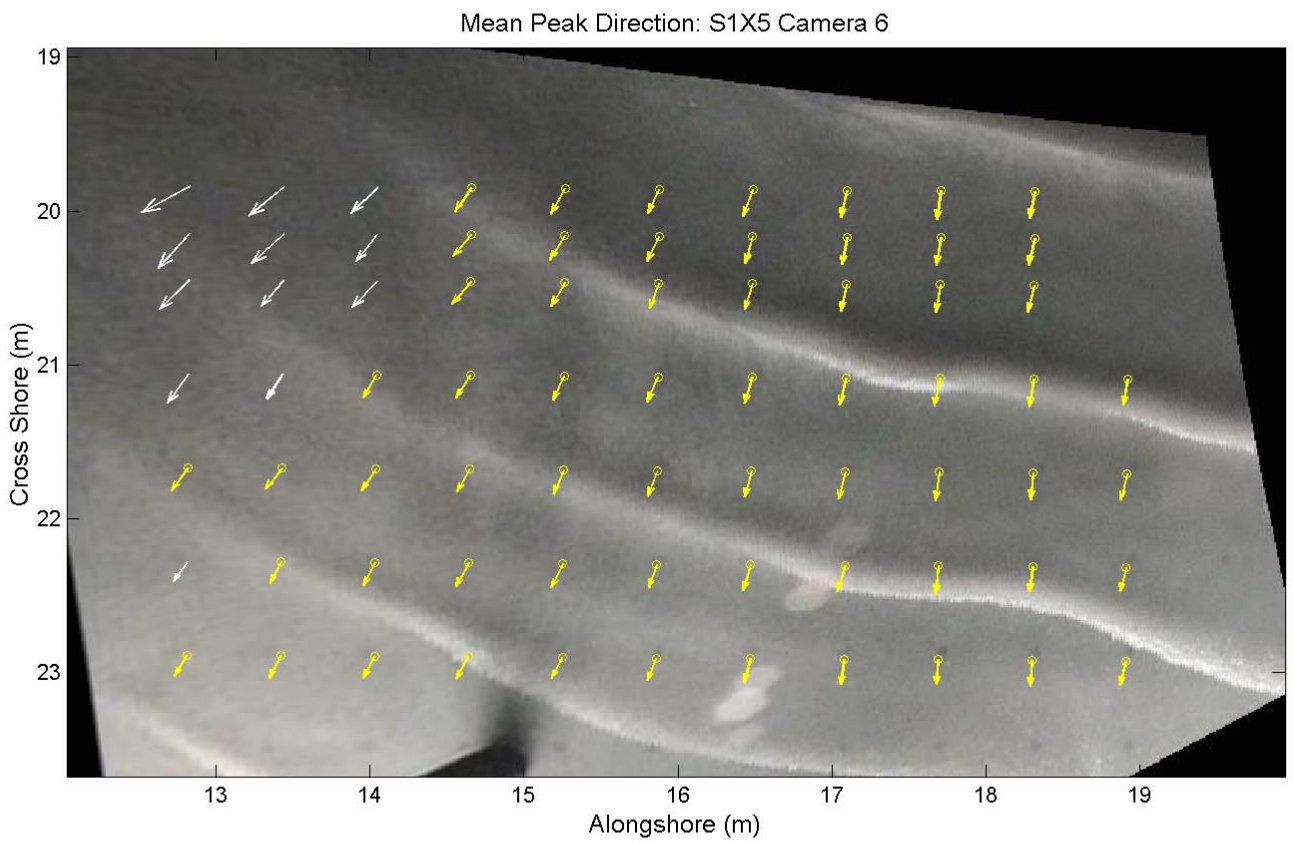 Mean Peak Direction: S1X5 Camera 6
19
20
21
22
23
Cross Shore (m)
13 14 15 16 17 18 19
Alongshore (m)